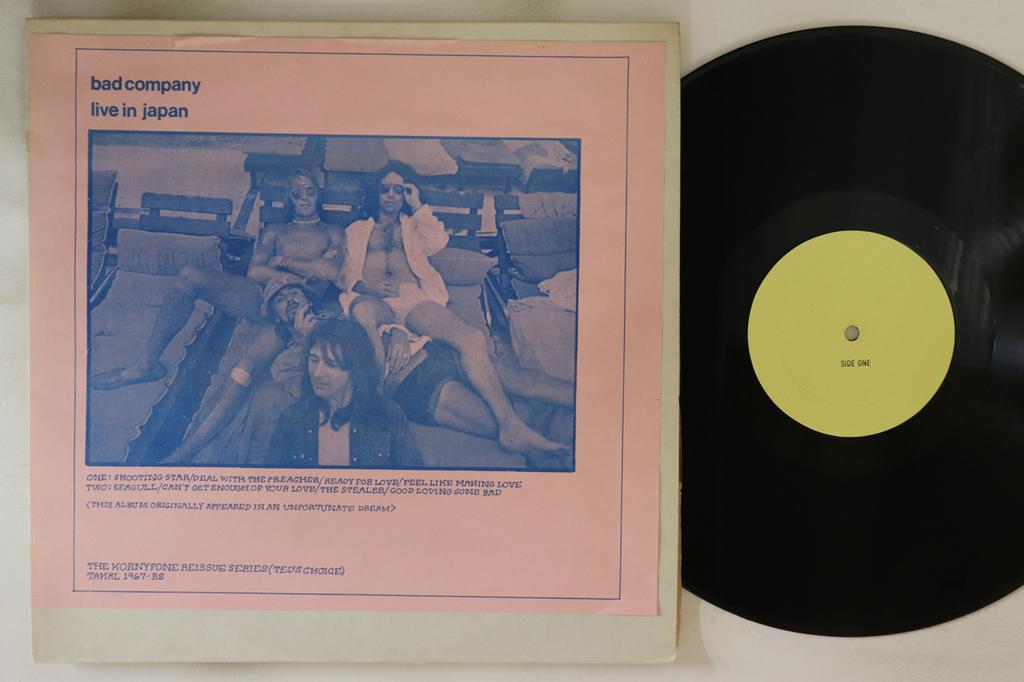 bad company
live in japan
ONE: SHOOTING STAR/DEAL WITH THE PREACHER/READY FOR LOVE/FEEL LIKE MAKING LOVE
TWO: SEAGULL/CAN'T GET ENOUGH OF YOUR LOVE/THE STEALER/GOOD LOVING GONE BAD
<THIS ALBUM ORIGINALLY APPEARED IN AN UNFORTUNATE DREAM>
THE KORNYFONE REISSUE SERIES (TED'S CHOICE)
TAKRL 1967-RS
SIDE ONE